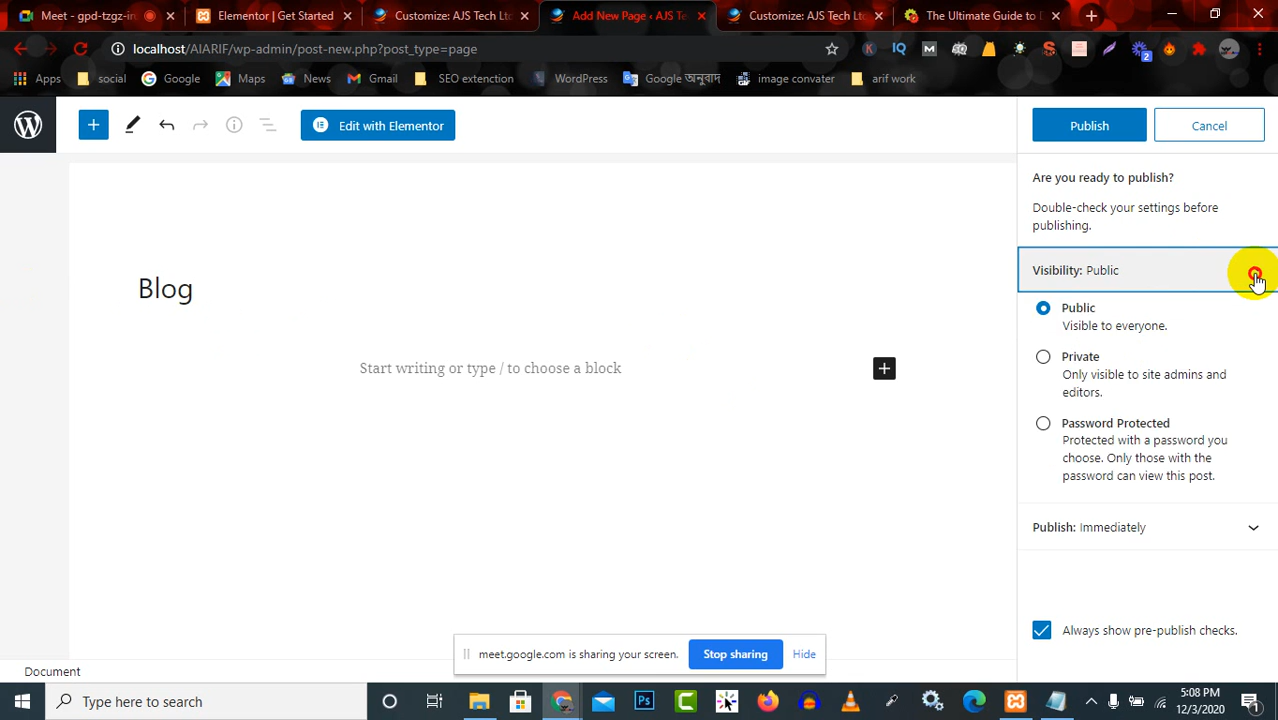 Meet - gpd-tzgz-in
Elementor | Get Started
Customize: AJS Tech Lt
Add New Page ‹ AJS Te
Customize: AJS Tech Ltd
The Ultimate Guide to D
localhost/AIARIF/wp-admin/post-new.php?post_type=page
Apps
social
Google
Maps
News
Gmail
SEO extenction
WordPress
Google অনুবাদ
image convater
arif work
Edit with Elementor
Publish
Cancel
Are you ready to publish?
Double-check your settings before
publishing.
Visibility: Public
Public
Visible to everyone.
Private
Only visible to site admins and
editors.
Password Protected
Protected with a password you
choose. Only those with the
password can view this post.
Publish: Immediately
Always show pre-publish checks.
Blog
Start writing or type / to choose a block
meet.google.com is sharing your screen.
Stop sharing
Hide
Document
Type here to search
5:08 PM
12/3/2020